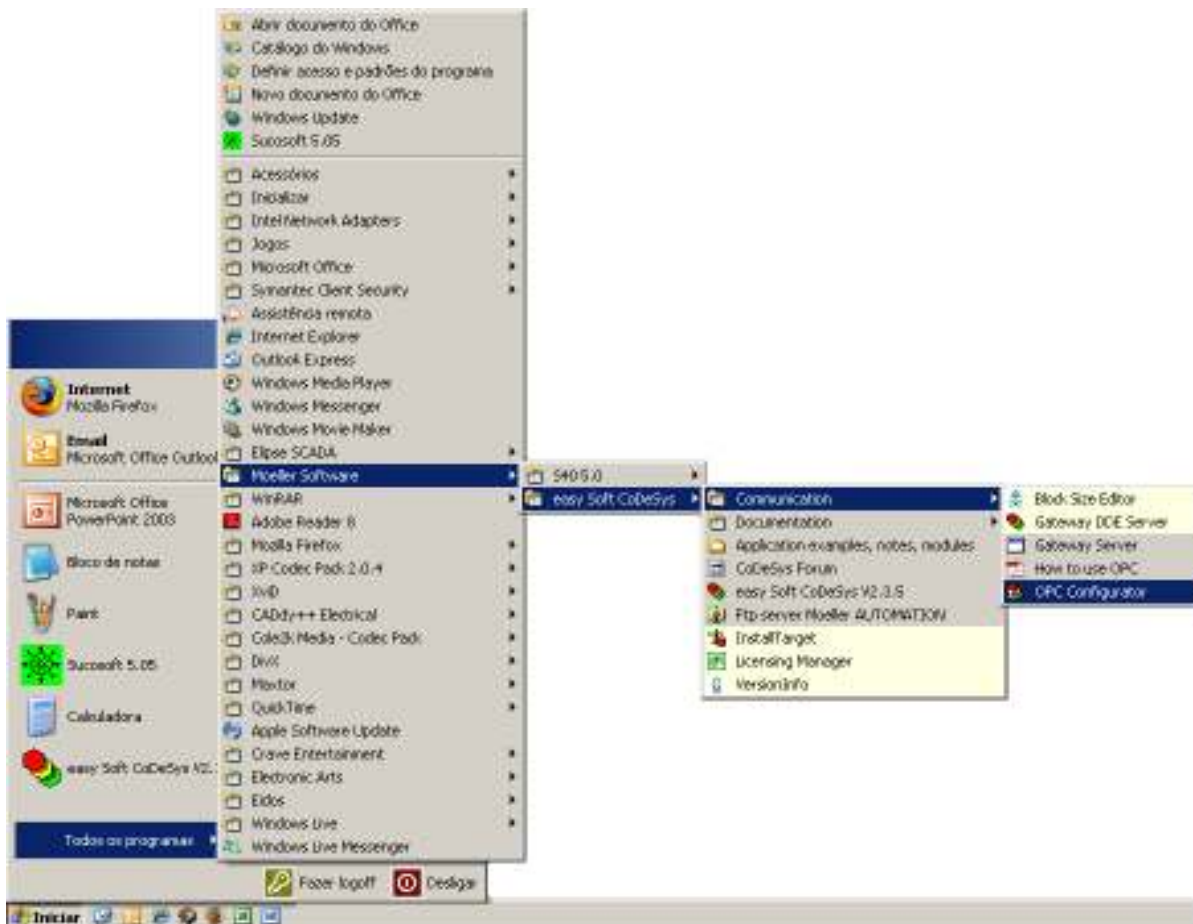 Abrir documento do Office
Catálogo do Windows
Definir acesso e padrões do programa
Novo documento do Office
Windows Update
Sucosoft 5.05
Acessórios
Inicializar
Intel Network Adapters
Jogos
Microsoft Office
Symantec Client Security
Assistência remota
Internet Explorer
Outlook Express
Windows Media Player
Windows Messenger
Windows Movie Maker
Elipse SCADA
Moeller Software
WinRAR
Adobe Reader 8
Mozilla Firefox
XP Codec Pack 2.0.4
XviD
CADdy++ Electrical
Cole2k Media - Codec Pack
DivX
Maxtor
QuickTime
Apple Software Update
Crave Entertainment
Electronic Arts
Eidos
Windows Live
Windows Live Messenger
S40 5.0
easy Soft CoDeSys
Communication
Documentation
Application examples, notes, modules
CoDeSys Forum
easy Soft CoDeSys V2.3.5
Ftp-server Moeller AUTOMATION
InstallTarget
Licensing Manager
VersionInfo
Block Size Editor
Gateway DDE Server
Gateway Server
How to use OPC
OPC Configurator
Internet
Mozilla Firefox
Email
Microsoft Office Outlook
Microsoft Office
PowerPoint 2003
Bloco de notas
Paint
Sucosoft 5.05
Calculadora
easy Soft CoDeSys V2.
Todos os programas
Fazer logoff
Desligar
Iniciar